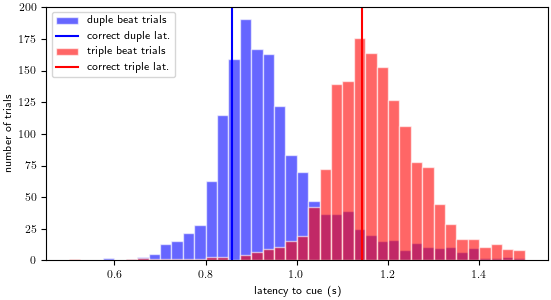 200
175
150
125
100
75
50
25
0
number of trials
duple beat trials
correct duple lat.
triple beat trials
correct triple lat.
0.6 0.8 1.0 1.2 1.4
latency to cue (s)